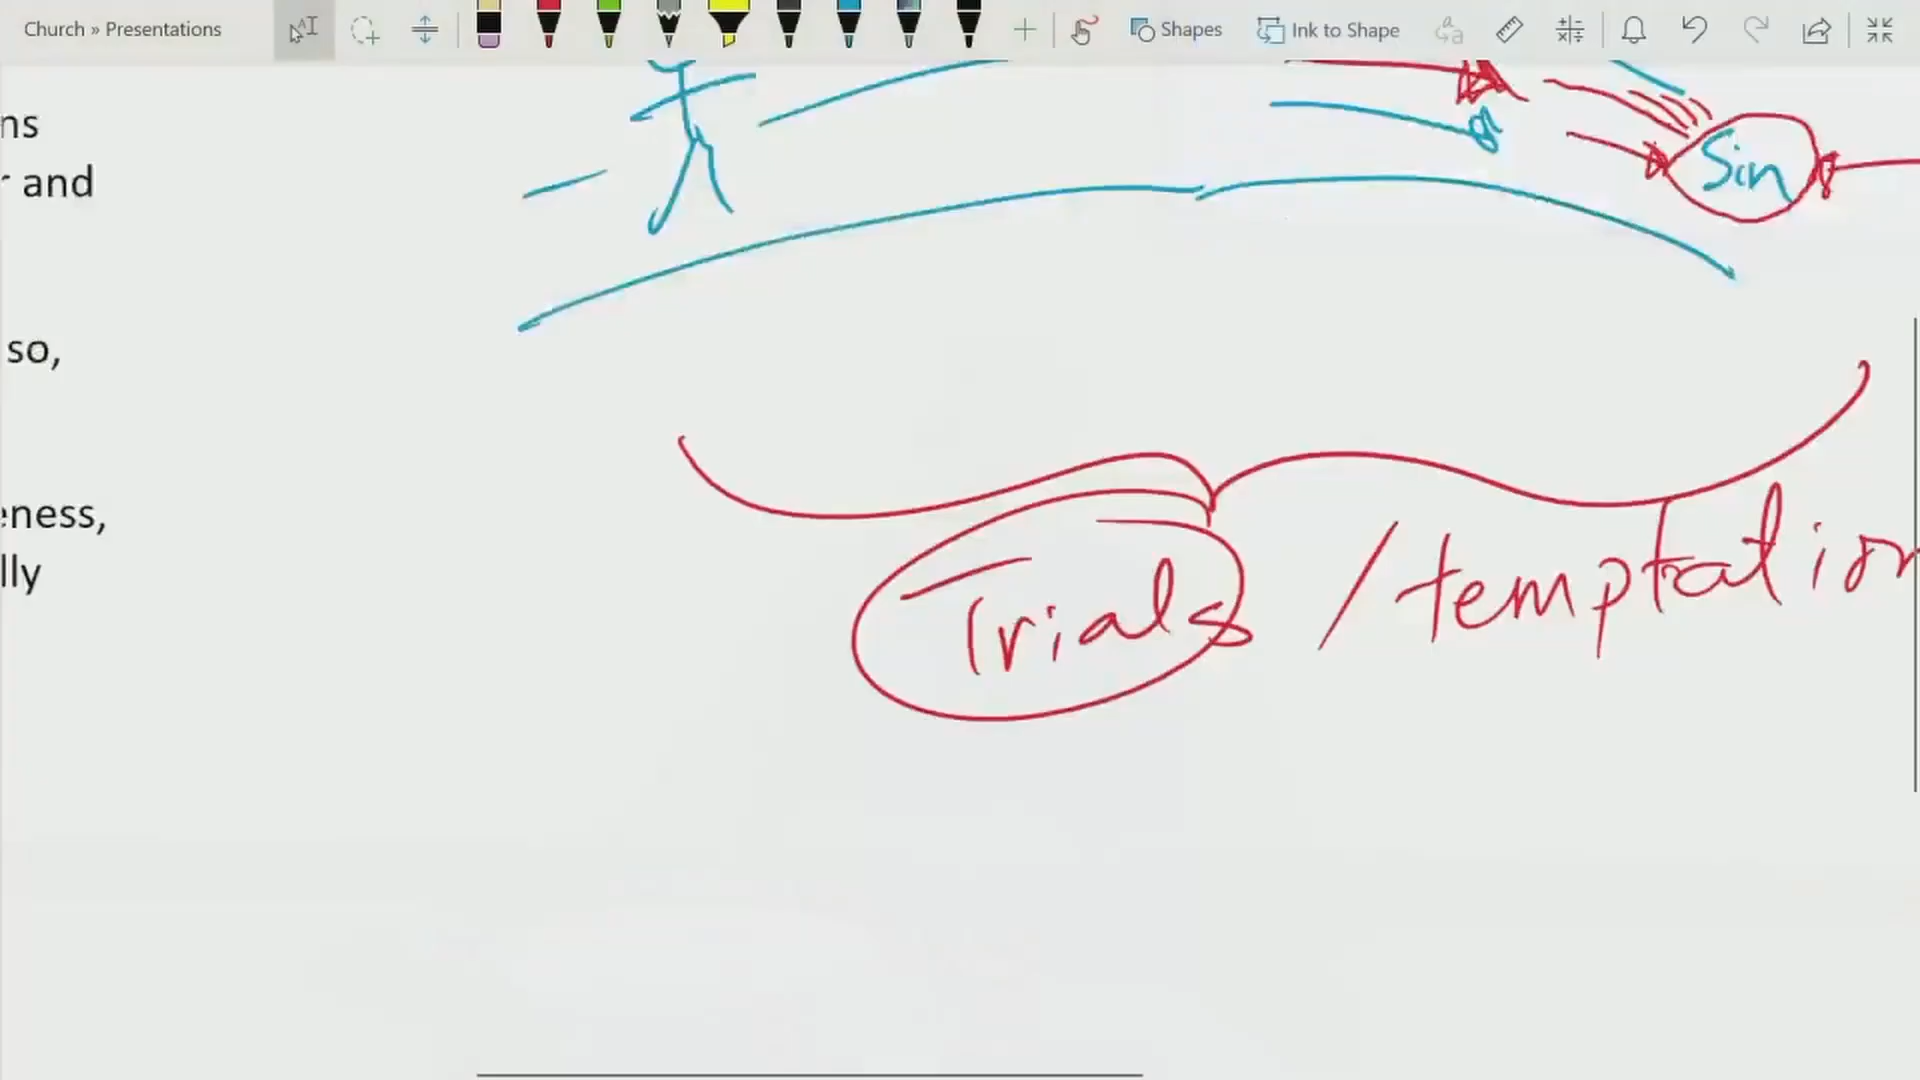 Church » Presentations
Shapes
Ink to Shape
ns
r and
so,
eness,
lly
Sin
Trials / temptation